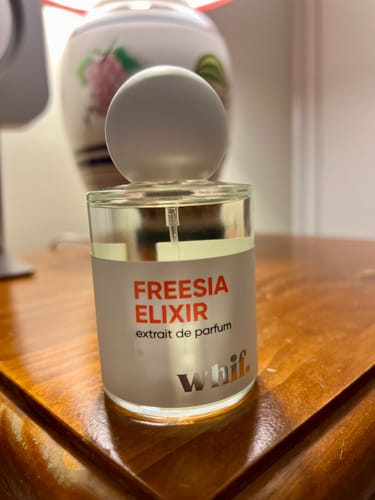 FREESIA
ELIXIR
extrait de parfum
whif.